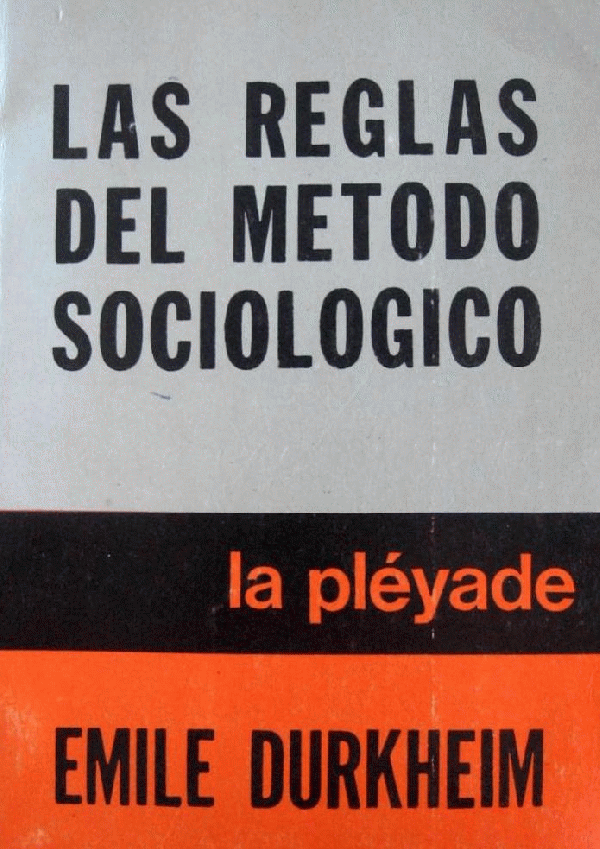 LAS REGLAS
DEL METODO
SOCIOLOGICO
la pléyade
EMILE DURKHEIM